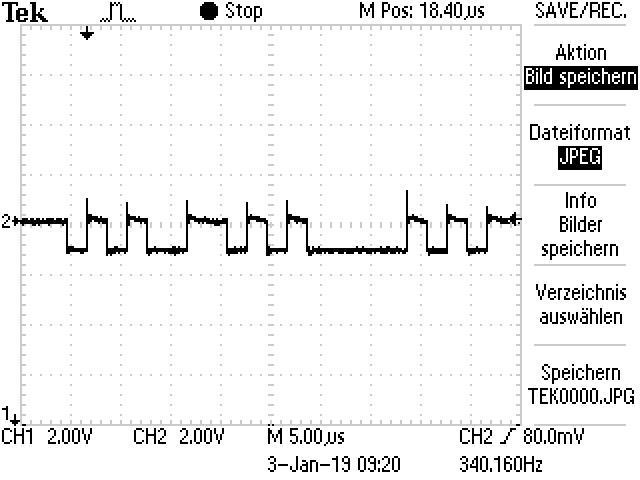 Tek Stop M Pos: 18.40µs SAVE/REC.
Aktion
Bild speichern
Dateiformat
JPEG
Info
Bilder
speichern
Verzeichnis
auswählen
Speichern
TEK0000.JPG
2
1
CH1 2.00V CH2 2.00V M 5.00µs CH2 80.0mV
3-Jan-19 09:20 340.160Hz